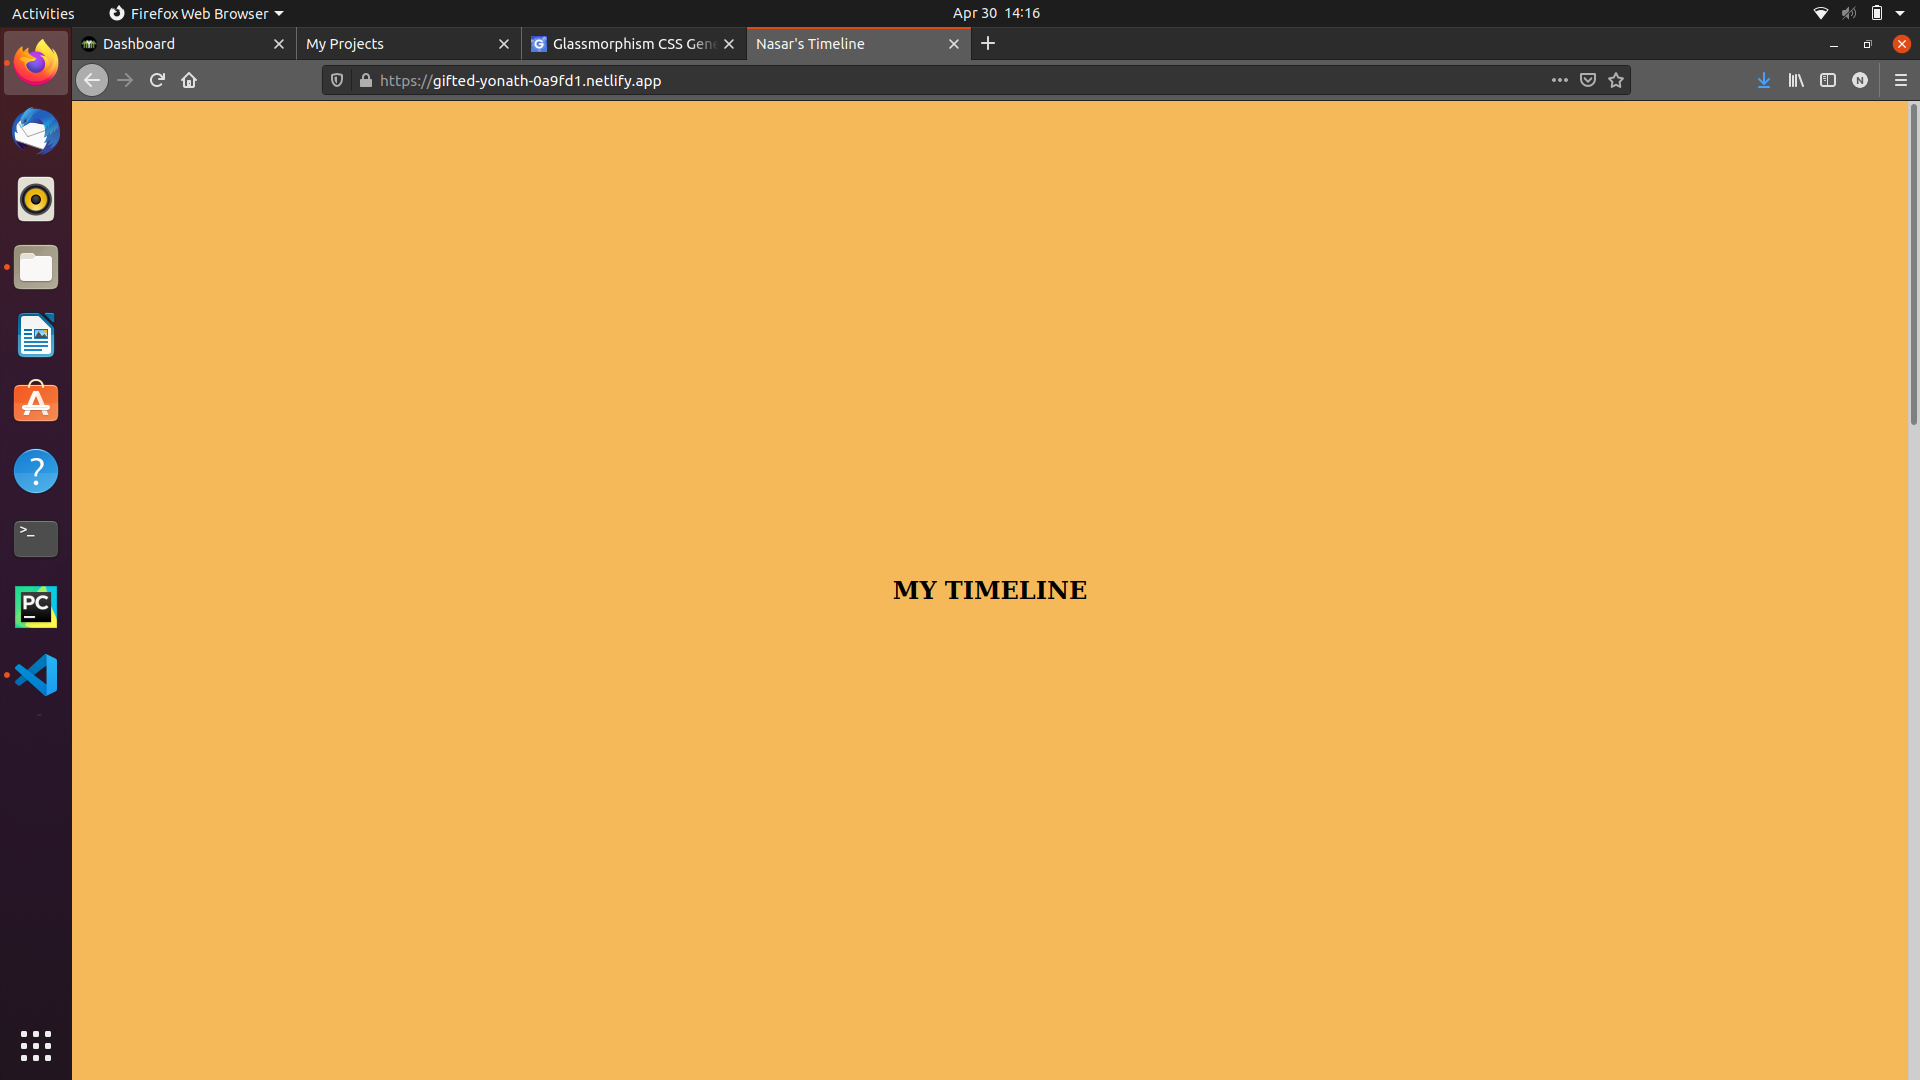 Activities
Firefox Web Browser
Apr 30 14:16
Dashboard
My Projects
Glassmorphism CSS Gen
Nasar's Timeline
https://gifted-yonath-0a9fd1.netlify.app
N
MY TIMELINE
?
>_
PC